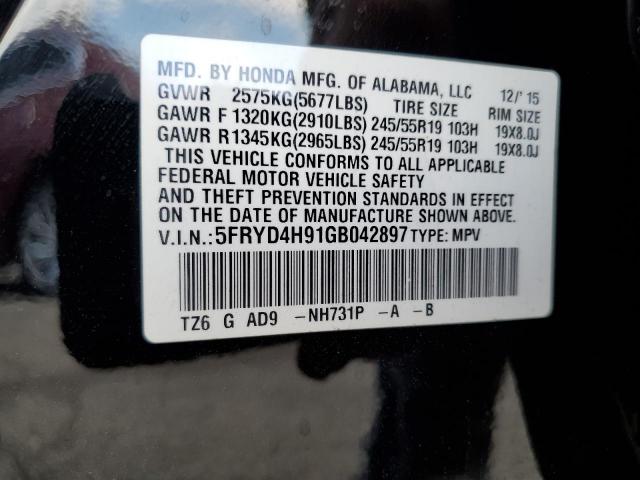 MFD. BY HONDA MFG. OF ALABAMA, LLC 12/'15
GVWR 2575KG(5677LBS) TIRE SIZE RIM SIZE
GAWR F 1320KG(2910LBS) 245/55R19 103H 19X8.0J
GAWR R1345KG(2965LBS) 245/55R19 103H 19X8.0J
THIS VEHICLE CONFORMS TO ALL APPLICABLE
FEDERAL MOTOR VEHICLE SAFETY
AND THEFT PREVENTION STANDARDS IN EFFECT
ON THE DATE OF MANUFACTURE SHOWN ABOVE.
V.I.N.:5FRYD4H91GB042897 TYPE: MPV
TZ6 G AD9 -NH731P -A -B